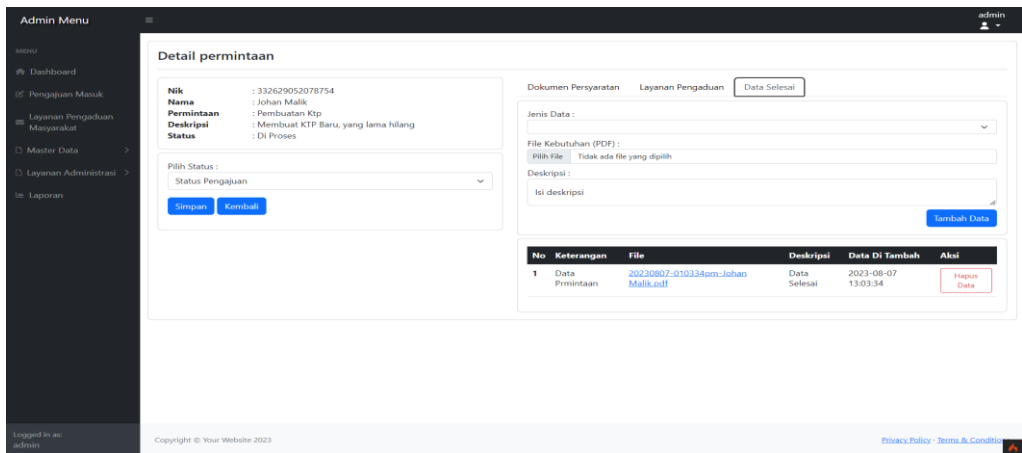 Admin Menu
admin
MENU
Dashboard
Pengajuan Masuk
Layanan Pengaduan
Masyarakat
Master Data
Layanan Administrasi
Laporan
Logged in as:
admin
Detail permintaan
Nik : 332629052078754
Nama : Johan Malik
Permintaan : Pembuatan Ktp
Deskripsi : Membuat KTP Baru, yang lama hilang
Status : Di Proses
Pilih Status :
Status Pengajuan
Simpan Kembali
Dokumen Persyaratan Layanan Pengaduan Data Selesai
Jenis Data :
File Kebutuhan (PDF) :
Pilih File Tidak ada file yang dipilih
Deskripsi :
Isi deskripsi
Tambah Data
No Keterangan File Deskripsi Data Di Tambah Aksi
1 Data 20230807-010334pm-Johan Data 2023-08-07 Hapus
Prmintaan Malik.pdf Selesai 13:03:34 Data
Copyright © Your Website 2023
Privacy Policy · Terms & Condition